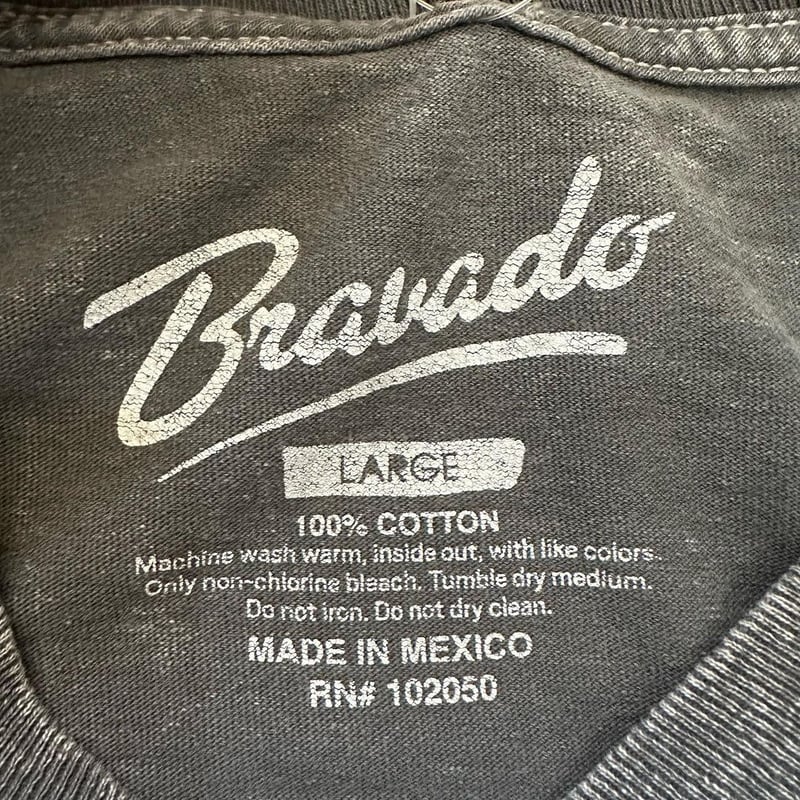 Bravado
LARGE
100% COTTON
Machine wash warm, inside out, with like colors.
Only non-chlorine bleach. Tumble dry medium.
Do not iron. Do not dry clean.
MADE IN MEXICO
RN# 102050